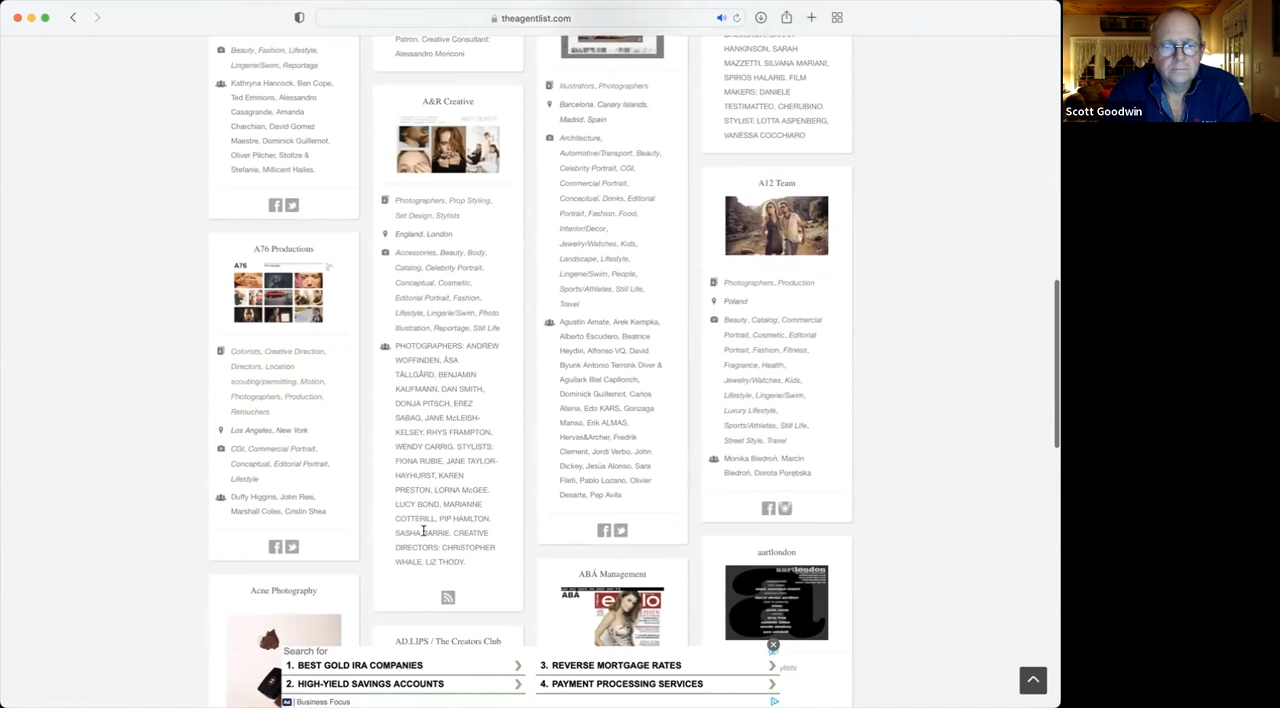 theagentlist.com
Scott Goodwin
Beauty, Fashion, Lifestyle,
Lingerie/Swim, Reportage
Kathryna Hancock, Ben Cope,
Ted Emmons, Alessandro
Casagrande, Amanda
Charchian, David Gomez
Maestre, Dominick Guillemot,
Oliver Pilcher, Stoltze &
Stefanie, Millicent Hailes.
A76 Productions
A76
Colorists, Creative Direction,
Directors, Location
scouting/permitting, Motion,
Photographers, Production,
Retouchers
Los Angeles, New York
CGI, Commercial Portrait,
Conceptual, Editorial Portrait,
Lifestyle
Duffy Higgins, John Reis,
Marshall Coles, Cristin Shea
Acne Photography
Patron. Creative Consultant:
Alessandro Moriconi
A&R Creative
Photographers, Prop Styling,
Set Design, Stylists
England, London
Accessories, Beauty, Body,
Catalog, Celebrity Portrait,
Conceptual, Cosmetic,
Editorial Portrait, Fashion,
Lifestyle, Lingerie/Swim, Photo
Illustration, Reportage, Still Life
PHOTOGRAPHERS: ANDREW
WOFFINDEN, ÅSA
TÄLLGÅRD, BENJAMIN
KAUFMANN, DAN SMITH,
DONJA PITSCH, EREZ
SABAG, JANE McLEISH-
KELSEY, RHYS FRAMPTON,
WENDY CARRIG. STYLISTS:
FIONA RUBIE, JANE TAYLOR-
HAYHURST, KAREN
PRESTON, LORNA McGEE,
LUCY BOND, MARIANNE
COTTERILL, PIP HAMLTON,
SASHA BARRIE. CREATIVE
DIRECTORS: CHRISTOPHER
WHALE, LIZ THODY.
AD.LIPS / The Creators Club
Illustrators, Photographers
Barcelona, Canary Islands,
Madrid, Spain
Architecture,
Automotive/Transport, Beauty,
Celebrity Portrait, CGI,
Commercial Portrait,
Conceptual, Drinks, Editorial
Portrait, Fashion, Food,
Interior/Decor,
Jewelry/Watches, Kids,
Landscape, Lifestyle,
Lingerie/Swim, People,
Sports/Athletes, Still Life,
Travel
Agustín Amate, Arek Kempka,
Alberto Escudero, Beatrice
Heydiri, Alfonso VQ, David
Byunk Antonio Terronk Diver &
Aguilark Biel Capllonch,
Dominick Guillemot, Carlos
Alsina, Edo KARS, Gonzaga
Manso, Erik ALMAS,
Hervas&Archer, Fredrik
Clement, Jordi Verbo, John
Dickey, Jesús Alonso, Sara
Fileti, Pablo Lozano, Olivier
Desarte, Pep Avila
ABÁ Management
ABÁ
HANKINSON, SARAH
MAZZETTI, SILVANA MARIANI,
SPIROS HALARIS. FILM
MAKERS: DANIELE
TESTIMATTEO, CHERUBINO
STYLIST: LOTTA ASPENBERG,
VANESSA COCCHIARO
A12 Team
Photographers, Production
Poland
Beauty, Catalog, Commercial
Portrait, Cosmetic, Editorial
Portrait, Fashion, Fitness,
Fragrance, Health,
Jewelry/Watches, Kids,
Lifestyle, Lingerie/Swim,
Luxury Lifestyle,
Sports/Athletes, Still Life,
Street Style, Travel
Monika Biedroń, Marcin
Biedroń, Dorota Porębska
aartlondon
aartlondon
ylists
Search for
1. BEST GOLD IRA COMPANIES
2. HIGH-YIELD SAVINGS ACCOUNTS
3. REVERSE MORTGAGE RATES
4. PAYMENT PROCESSING SERVICES
Ad | Business Focus